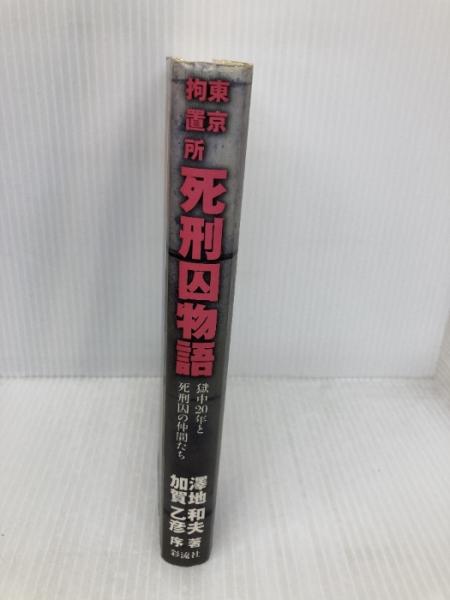 東京
拘置所
死刑囚物語
獄中20年と
死刑囚の仲間たち
澤地和夫 著
加賀乙彦 序
彩流社